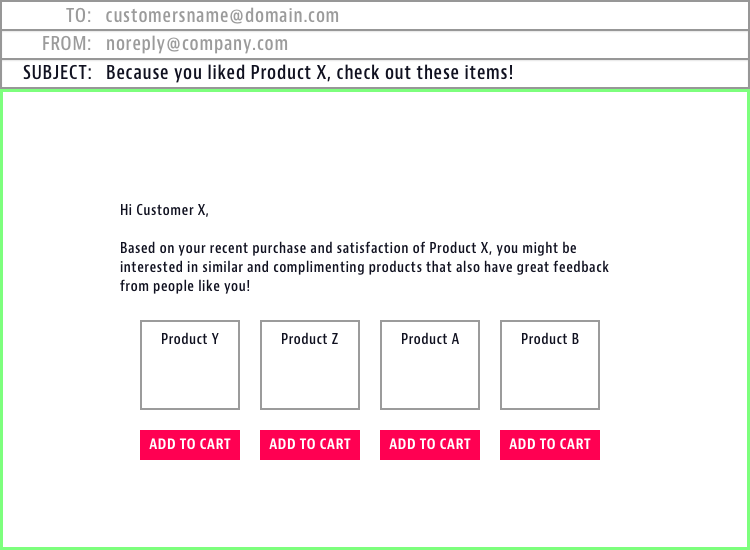 TO: customersname@domain.com
FROM: noreply@company.com
SUBJECT: Because you liked Product X, check out these items!
Hi Customer X,
Based on your recent purchase and satisfaction of Product X, you might be
interested in similar and complimenting products that also have great feedback
from people like you!
Product Y Product Z Product A Product B
ADD TO CART ADD TO CART ADD TO CART ADD TO CART